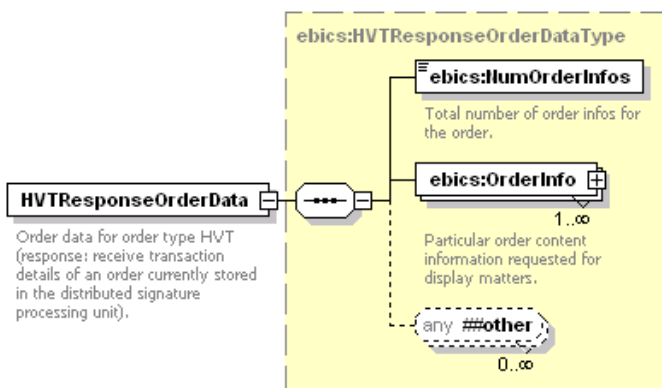 ebics:HVTResponseOrderDataType
ebics:NumOrderInfos
Total number of order infos for
the order.
HVTResponseOrderData
Order data for order type HVT
(response: receive transaction
details of an order currently stored
in the distributed signature
processing unit).
ebics:OrderInfo
1..∞
Particular order content
information requested for
display matters.
any ##other
0..∞